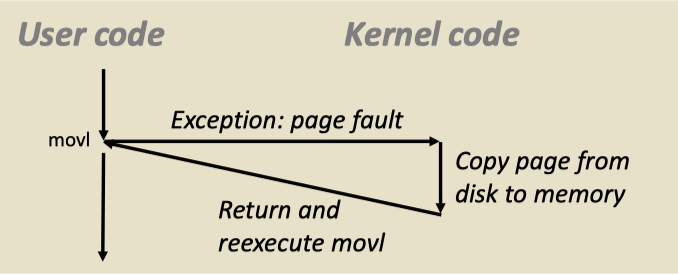 User code
Kernel code
Exception: page fault
movl
Copy page from
disk to memory
Return and
reexecute movl